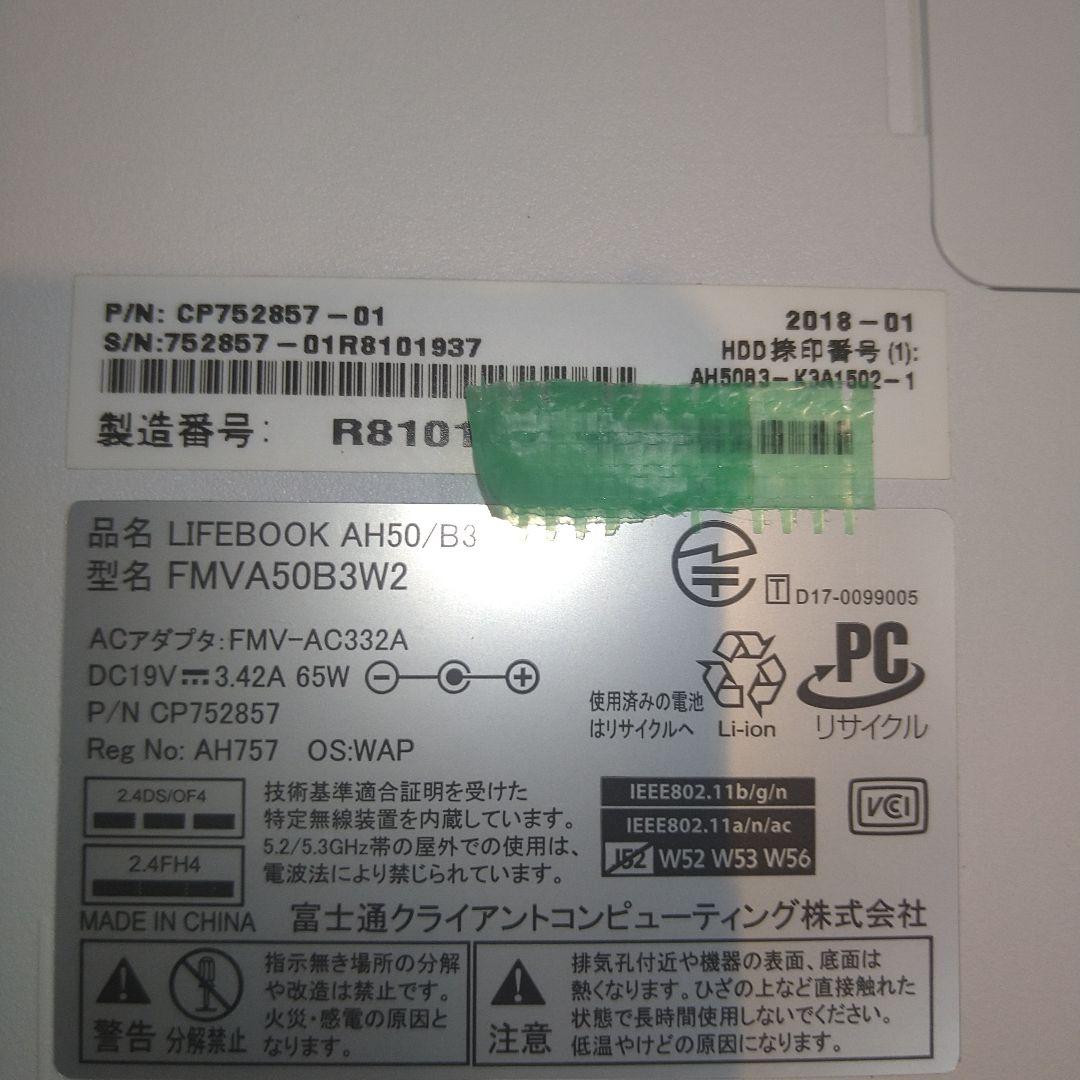 P/N: CP752857-01
2018-01
S/N:752857-01R8101937
HDD捺印番号(1):
AH50B3-K3A1502-1
製造番号: R8101
品名 LIFEBOOK AH50/B3
型名 FMVA50B3W2
T D17-0099005
ACアダプタ:FMV-AC332A
DC19V 3.42A 65W
P/N CP752857
使用済みの電池
はリサイクルへ
Li-ion
PC
リサイクル
Reg No: AH757 OS:WAP
2.4DS/OF4
2.4FH4
技術基準適合証明を受けた
特定無線装置を内蔵しています。
5.2/5.3GHz帯の屋外での使用は、
電波法により禁じられています。
IEEE802.11b/g/n
IEEE802.11a/n/ac
J52 W52 W53 W56
VCI
MADE IN CHINA
富士通クライアントコンピューティング株式会社
警告
分解禁止
指示無き場所の分解
や改造は禁止です。
火災・感電の原因と
なります。
注意
排気孔付近や機器の表面、底面は
熱くなります。ひざの上など直接触れた
状態で長時間使用しないでください。
低温やけどの原因になります。